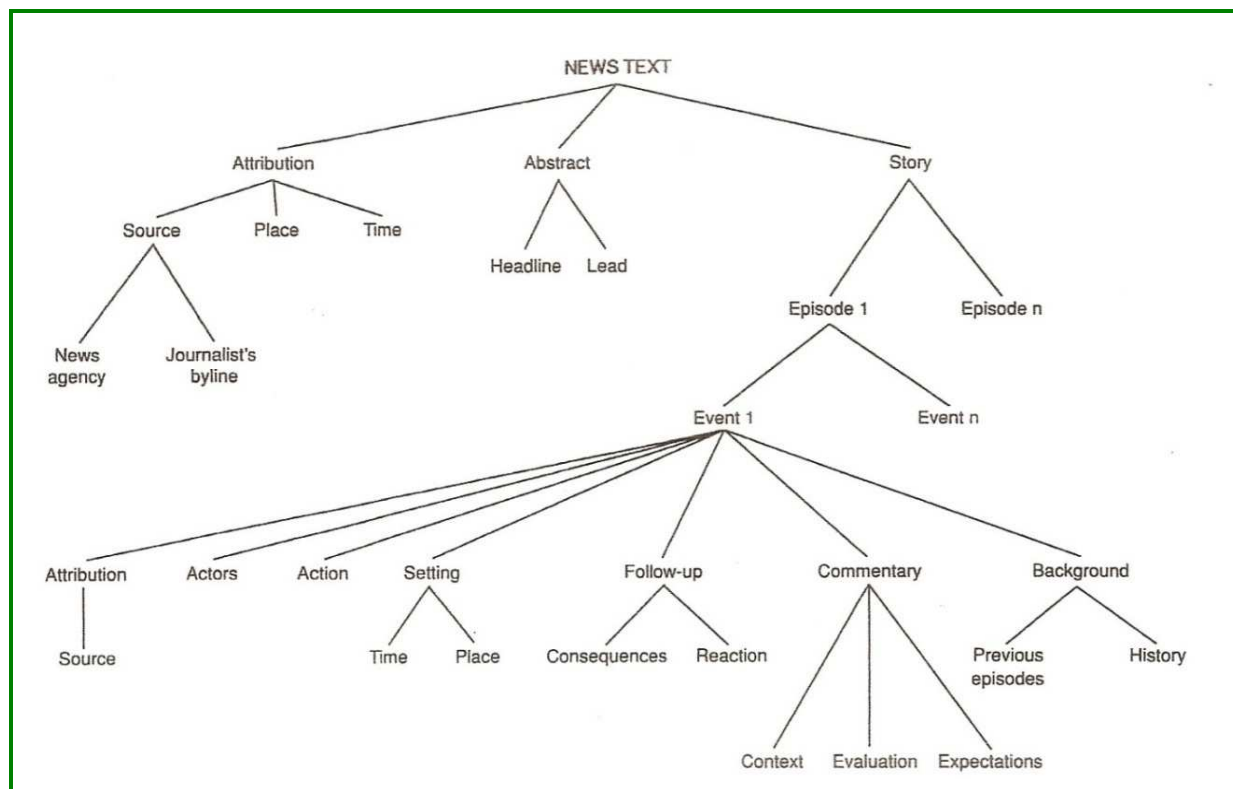 NEWS TEXT
Attribution Abstract Story
Source Place Time
Headline Lead
Episode 1 Episode n
News agency
Journalist's byline
Event 1 Event n
Attribution Actors Action Setting Follow-up Commentary Background
Source
Time Place Consequences Reaction
Previous episodes
History
Context Evaluation Expectations